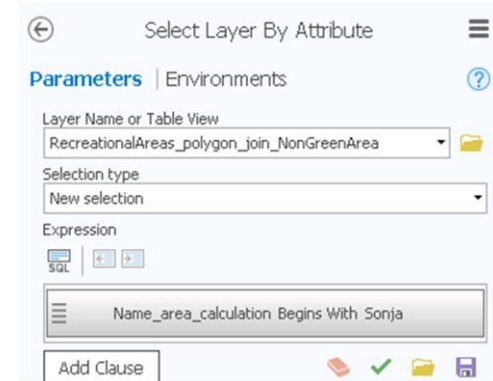 Select Layer By Attribute
Parameters | Environments
?
Layer Name or Table View
RecreationalAreas_polygon_join_NonGreenArea
Selection type
New selection
Expression
SQL
Name_area_calculation Begins With Sonja
Add Clause